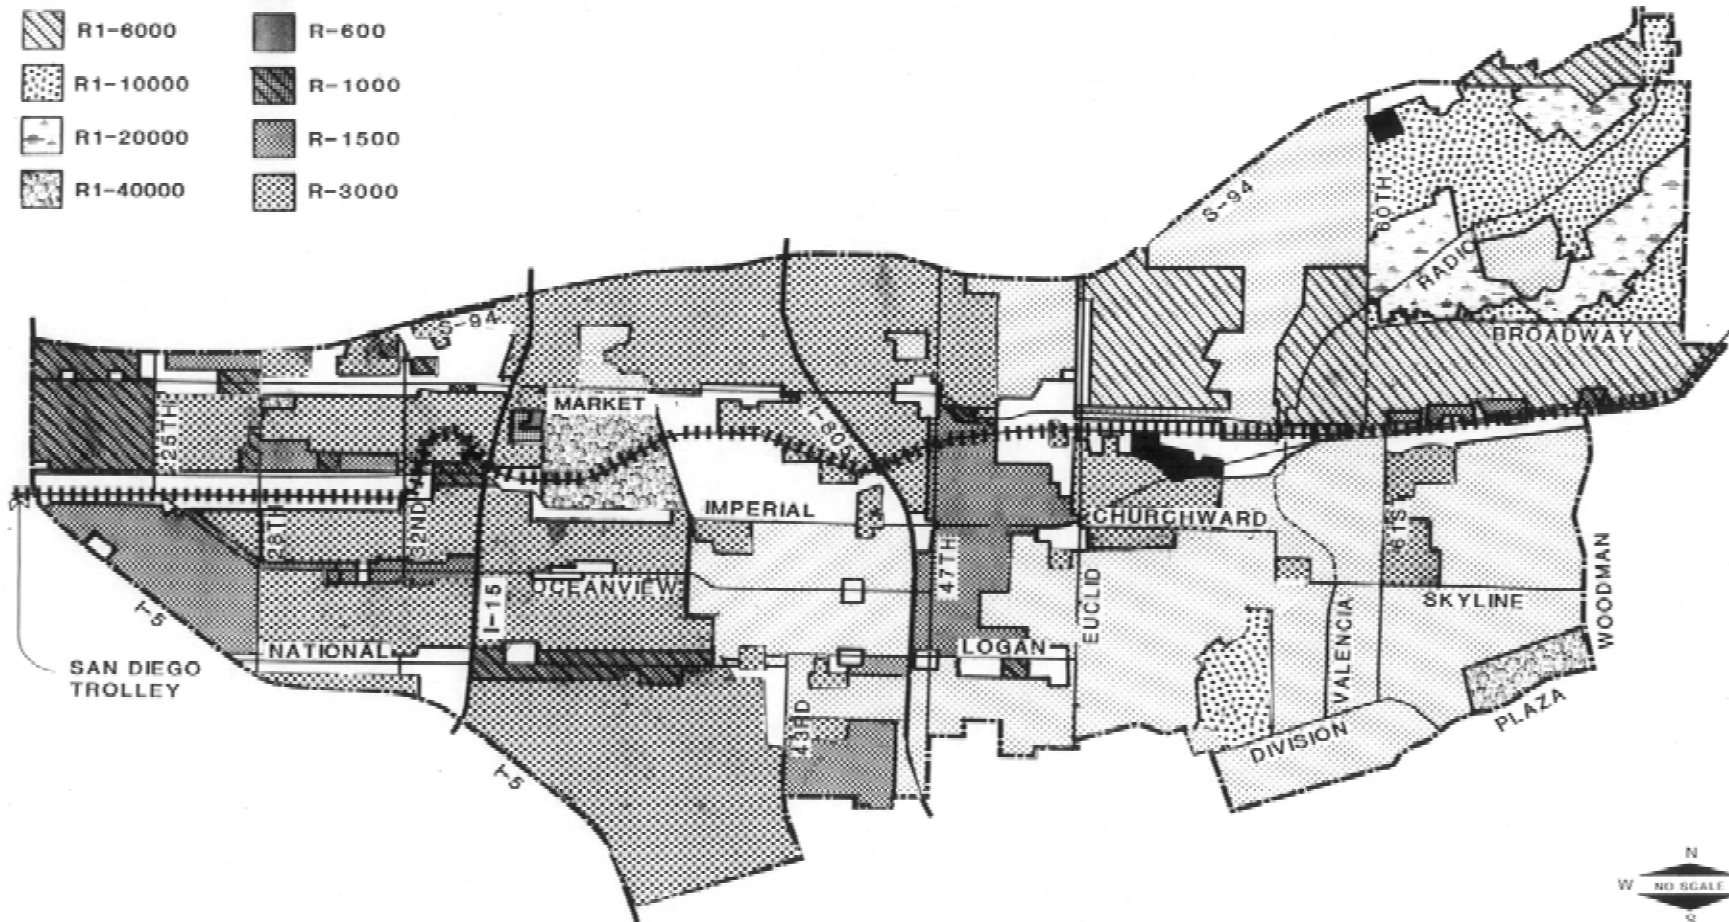 R1-6000
R-600
R1-10000
R-1000
R1-20000
R-1500
R1-40000
R-3000
S-94
60TH
RADIO
BROADWAY
S-94
MARKET
25TH
I-805
IMPERIAL
CHURCHWARD
28TH
32ND
61S
47TH
OCEANVIEW
SKYLINE
WOODMAN
I-5
I-15
EUCLID
NATIONAL
LOGAN
VALENCIA
SAN DIEGO
TROLLEY
43RD
DIVISION
PLAZA
I-5
N
W
NO SCALE
S